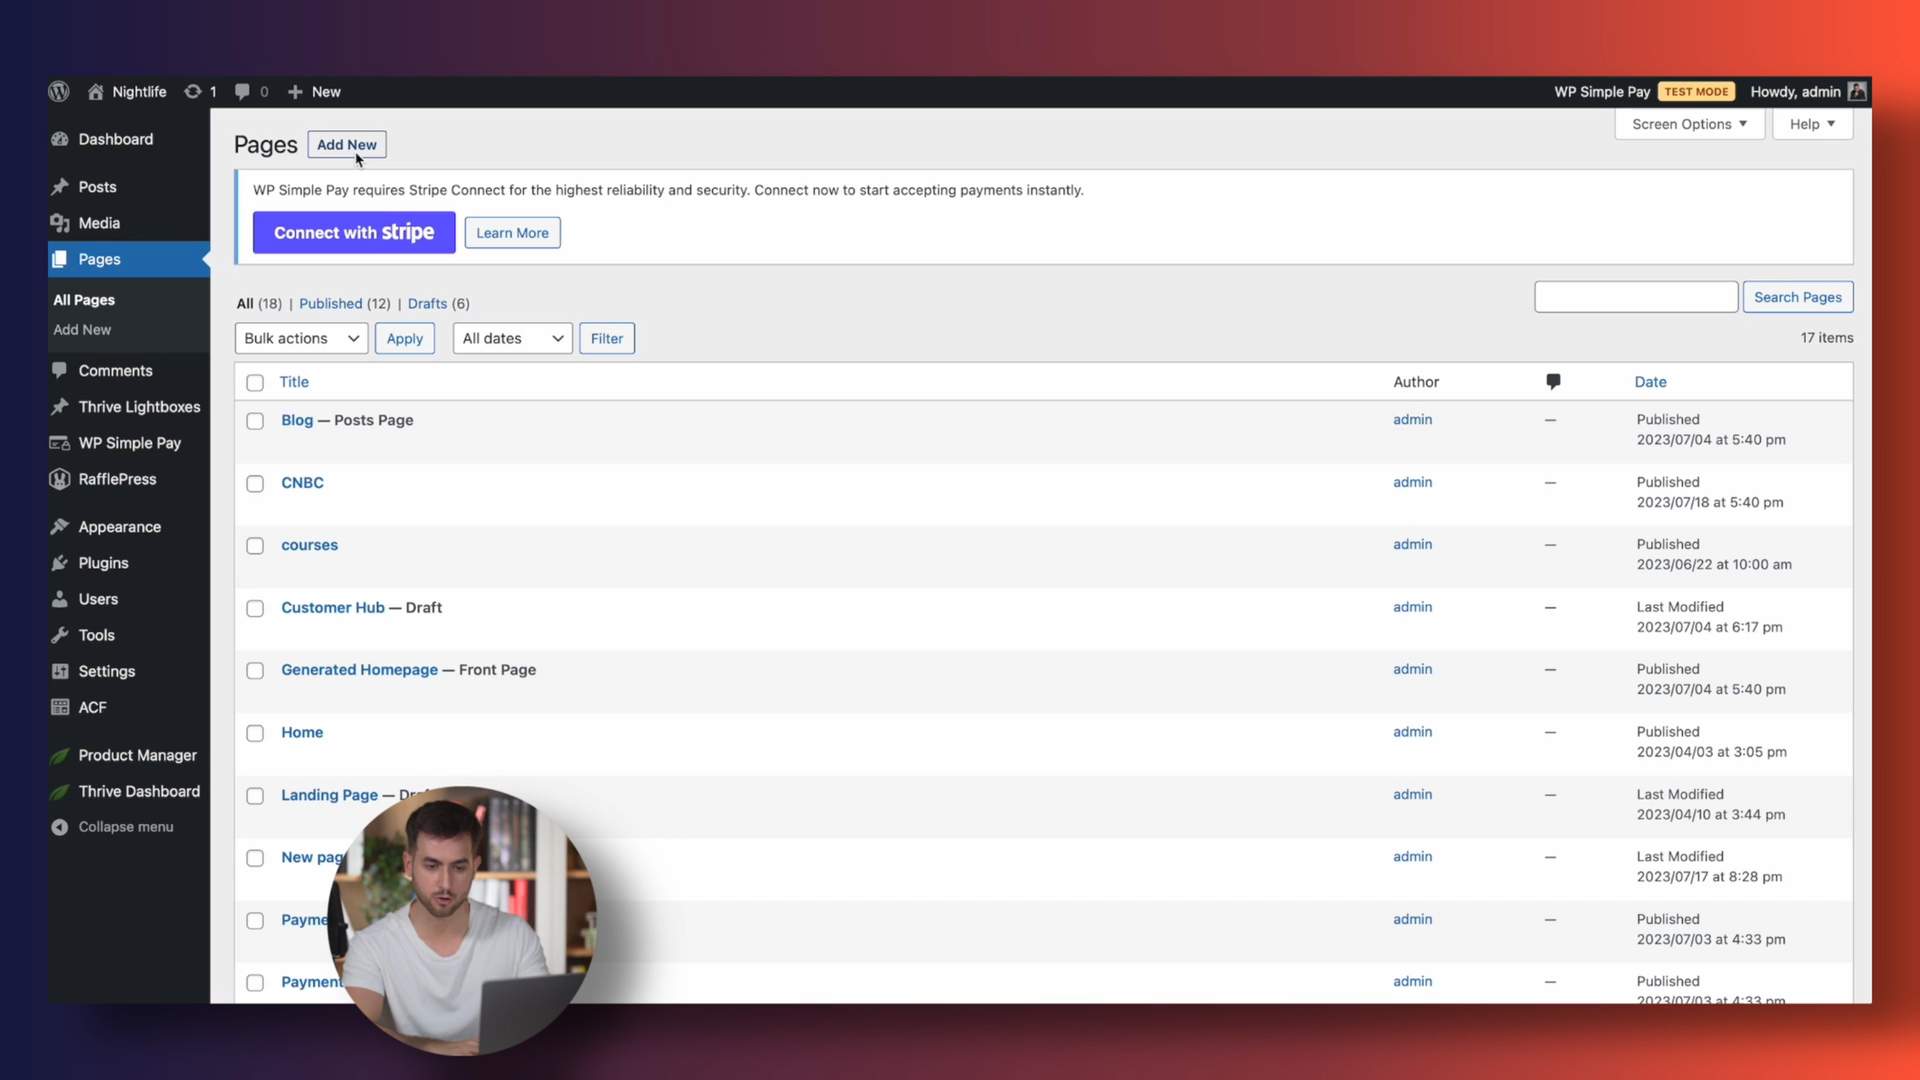 Nightlife 1 0 New WP Simple Pay TEST MODE Howdy, admin
Dashboard
Posts
Media
Pages
All Pages
Add New
Comments
Thrive Lightboxes
WP Simple Pay
RafflePress
Appearance
Plugins
Users
Tools
Settings
ACF
Product Manager
Thrive Dashboard
Collapse menu
Screen Options Help
Pages Add New
WP Simple Pay requires Stripe Connect for the highest reliability and security. Connect now to start accepting payments instantly.
Connect with stripe Learn More
All (18) | Published (12) | Drafts (6) Search Pages
Bulk actions Apply All dates Filter 17 items
Title Author Date
Blog — Posts Page admin — Published
2023/07/04 at 5:40 pm
CNBC admin — Published
2023/07/18 at 5:40 pm
courses admin — Published
2023/06/22 at 10:00 am
Customer Hub — Draft admin — Last Modified
2023/07/04 at 6:17 pm
Generated Homepage — Front Page admin — Published
2023/07/04 at 5:40 pm
Home admin — Published
2023/04/03 at 3:05 pm
Landing Page — admin — Last Modified
2023/04/10 at 3:44 pm
New admin — Last Modified
2023/07/17 at 8:28 pm
admin — Published
2023/07/03 at 4:33 pm
Payment admin — Published
2023/07/03 at 4:33 pm